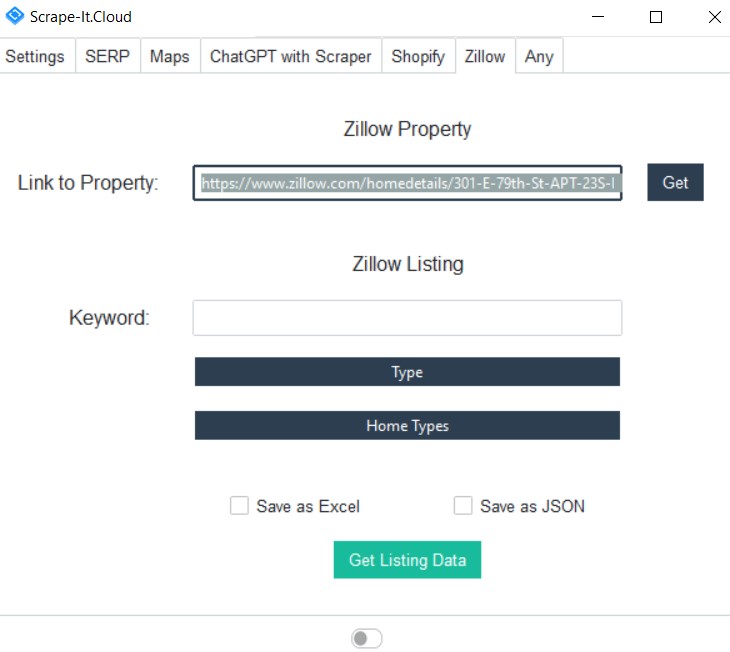 Scrape-It.Cloud
Settings SERP Maps ChatGPT with Scraper Shopify Zillow Any
Zillow Property
Link to Property: https://www.zillow.com/homedetails/301-E-79th-St-APT-23S- Get
Zillow Listing
Keyword:
Type
Home Types
Save as Excel Save as JSON
Get Listing Data